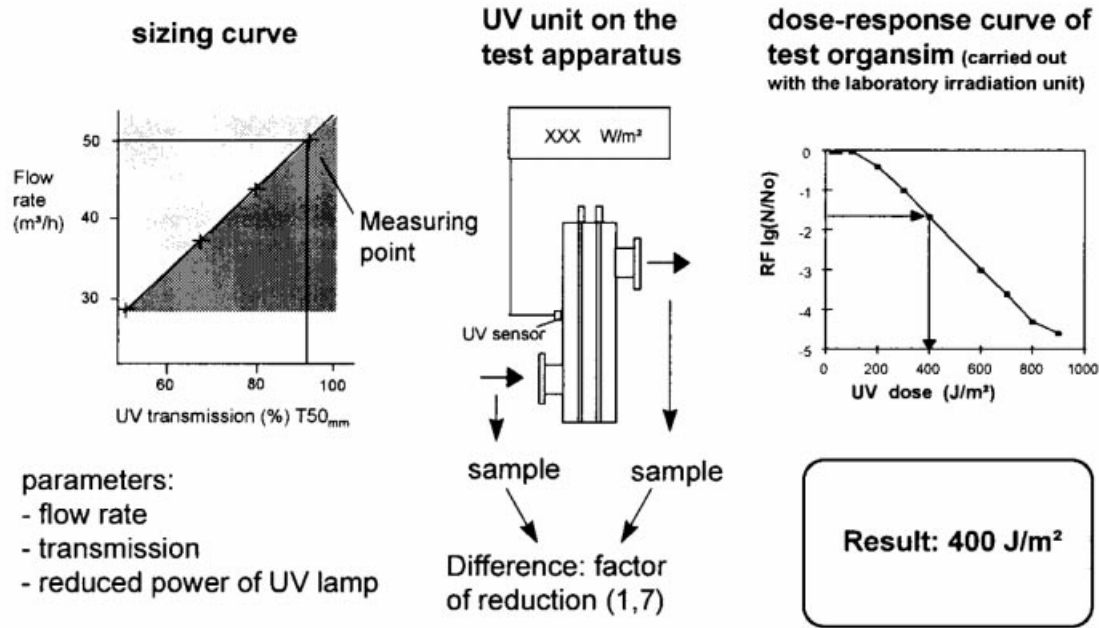 sizing curve
50
Flow
rate
(m³/h)
40
30
Measuring
point
60
80
100
UV transmission (%) T50mm
parameters:
- flow rate
- transmission
- reduced power of UV lamp
UV unit on the
test apparatus
XXX W/m²
UV sensor
sample
sample
Difference: factor
of reduction (1,7)
dose-response curve of
test organsim (carried out
with the laboratory irradiation unit)
RF lg(N/No)
0
-1
-2
-3
-4
-5
0
200
400
600
800
1000
UV dose (J/m²)
Result: 400 J/m²